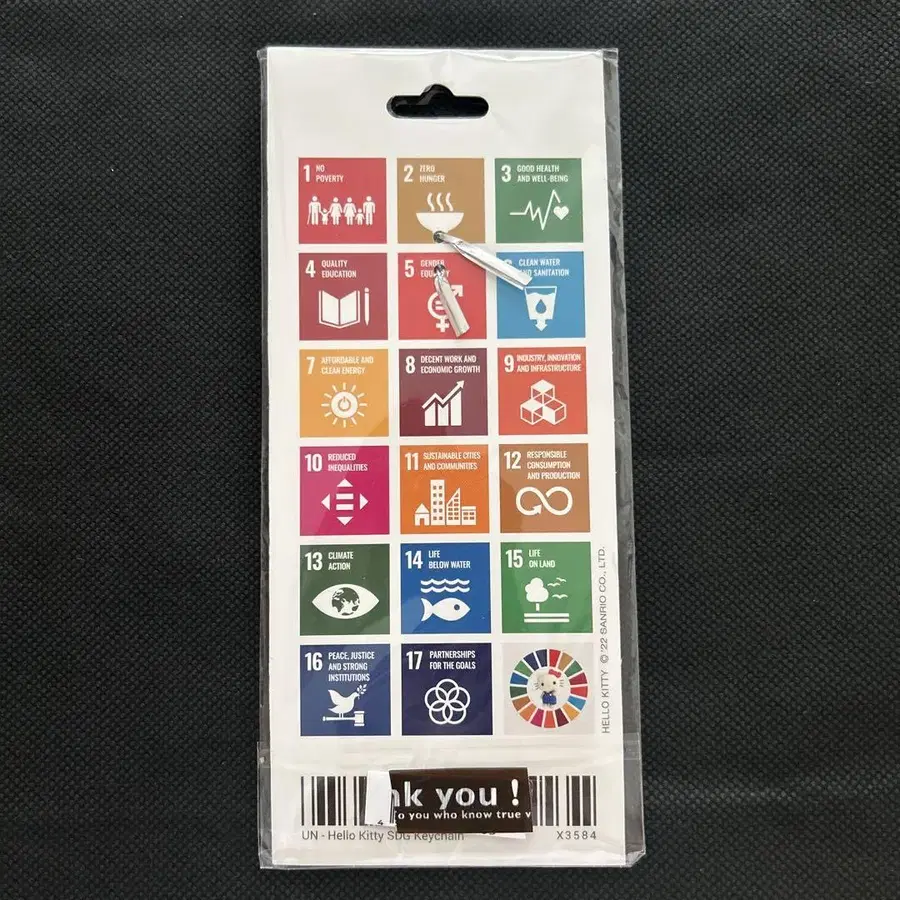 1 NO
POVERTY
2 ZERO
HUNGER
3 GOOD HEALTH
AND WELL-BEING
4 QUALITY
EDUCATION
5 GENDER
EQUALITY
6 CLEAN WATER
AND SANITATION
7 AFFORDABLE AND
CLEAN ENERGY
8 DECENT WORK AND
ECONOMIC GROWTH
9 INDUSTRY, INNOVATION
AND INFRASTRUCTURE
10 REDUCED
INEQUALITIES
11 SUSTAINABLE CITIES
AND COMMUNITIES
12 RESPONSIBLE
CONSUMPTION
AND PRODUCTION
13 CLIMATE
ACTION
14 LIFE
BELOW WATER
15 LIFE
ON LAND
16 PEACE, JUSTICE
AND STRONG
INSTITUTIONS
17 PARTNERSHIPS
FOR THE GOALS
HELLO KITTY © '22 SANRIO CO., LTD.
nk you !
To you who know true v
UN - Hello Kitty SDG Keychain
X3584